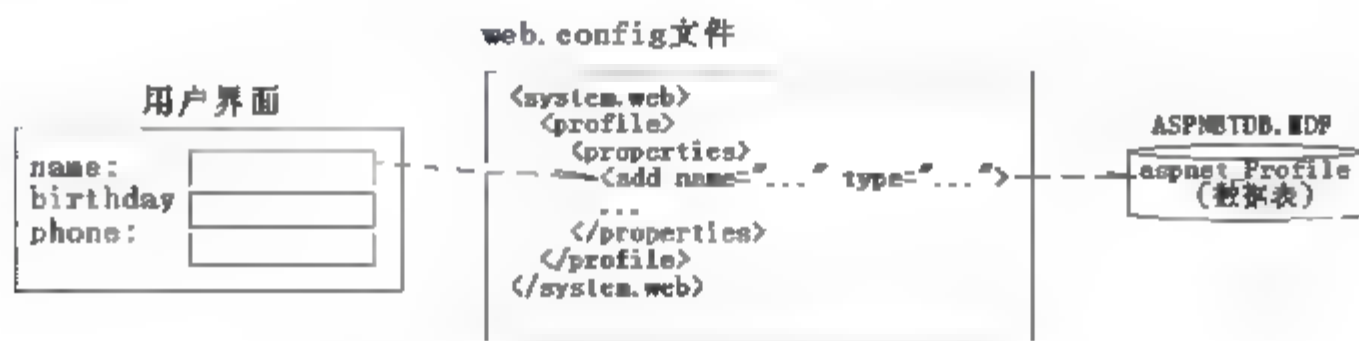 web.config文件
用户界面
name:
birthday
phone:
<system.web>
<profile>
<properties>
<add name="..." type="...">
...
</properties>
</profile>
</system.web>
ASPNETDB.MDF
aspnet_Profile
(数据表)